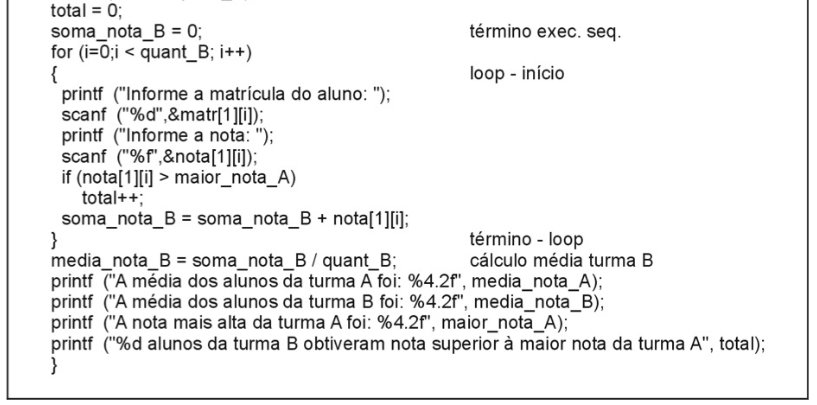 total = 0;
soma_nota_B = 0; término exec. seq.
for (i=0;i < quant_B; i++)
{ loop - início
printf ("Informe a matrícula do aluno: ");
scanf ("%d",&matr[1][i]);
printf ("Informe a nota: ");
scanf ("%f",&nota[1][i]);
if (nota[1][i] > maior_nota_A)
total++;
soma_nota_B = soma_nota_B + nota[1][i];
} término - loop
media_nota_B = soma_nota_B / quant_B; cálculo média turma B
printf ("A média dos alunos da turma A foi: %4.2f", media_nota_A);
printf ("A média dos alunos da turma B foi: %4.2f", media_nota_B);
printf ("A nota mais alta da turma A foi: %4.2f", maior_nota_A);
printf ("%d alunos da turma B obtiveram nota superior à maior nota da turma A", total);
}